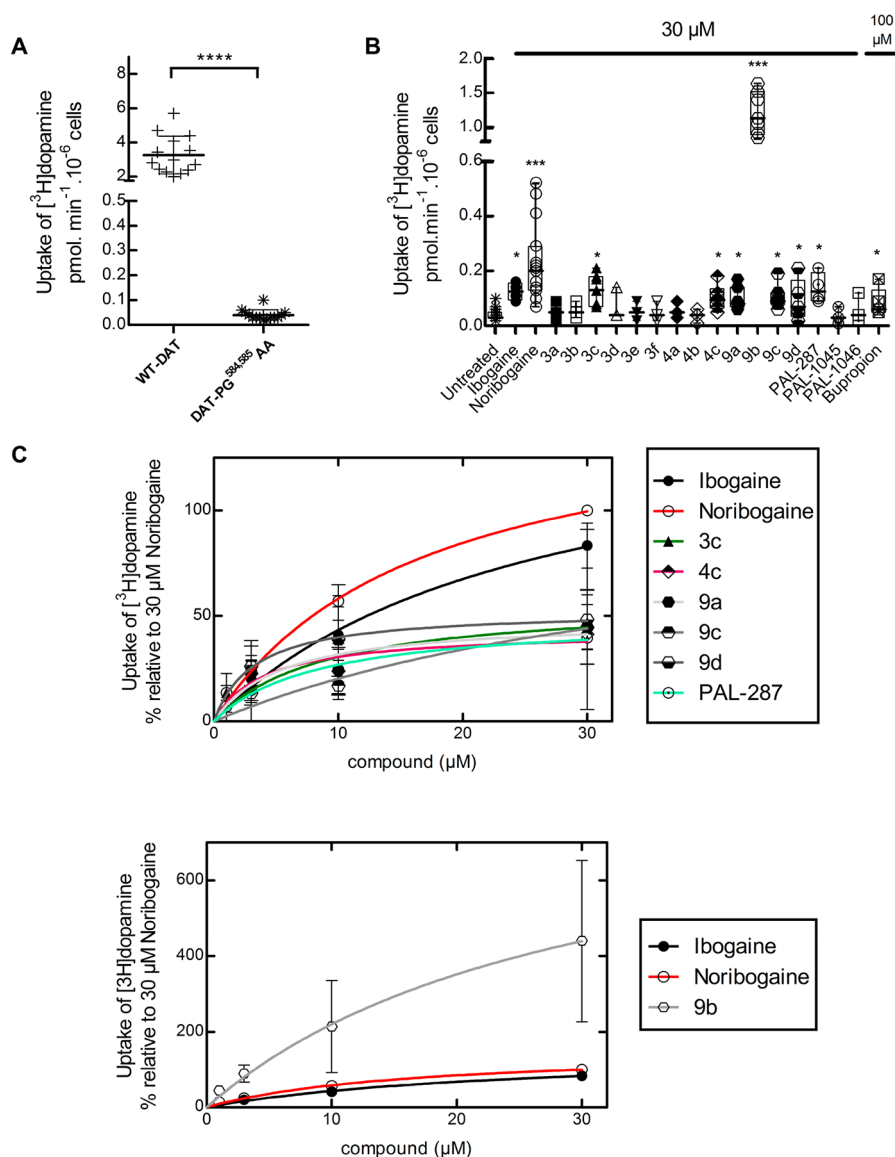 A
****
Uptake of [³H]dopamine
pmol. min⁻¹.10⁻⁶ cells
8
6
4
2
0.5
0.4
0.3
0.2
0.1
0.0
WT-DAT
DAT-PG⁵⁸⁴,⁵⁸⁵AA
B
30 µM
100
µM
Uptake of [³H]dopamine
pmol.min⁻¹.10⁻⁶ cells
2.0
1.5
1.0
0.6
0.4
0.2
0.0
*
***
*
*
*
***
*
*
*
*
Untreated
Ibogaine
Noribogaine
3a
3b
3c
3d
3e
3f
4a
4b
4c
9a
9b
9c
9d
PAL-287
PAL-1045
PAL-1046
Bupropion
C
Uptake of [³H]dopamine
% relative to 30 µM Noribogaine
100
50
0
0
10
20
30
compound (µM)
Ibogaine
Noribogaine
3c
4c
9a
9c
9d
PAL-287
Uptake of [3H]dopamine
% relative to 30 µM Noribogaine
600
400
200
0
0
10
20
30
compound (µM)
Ibogaine
Noribogaine
9b